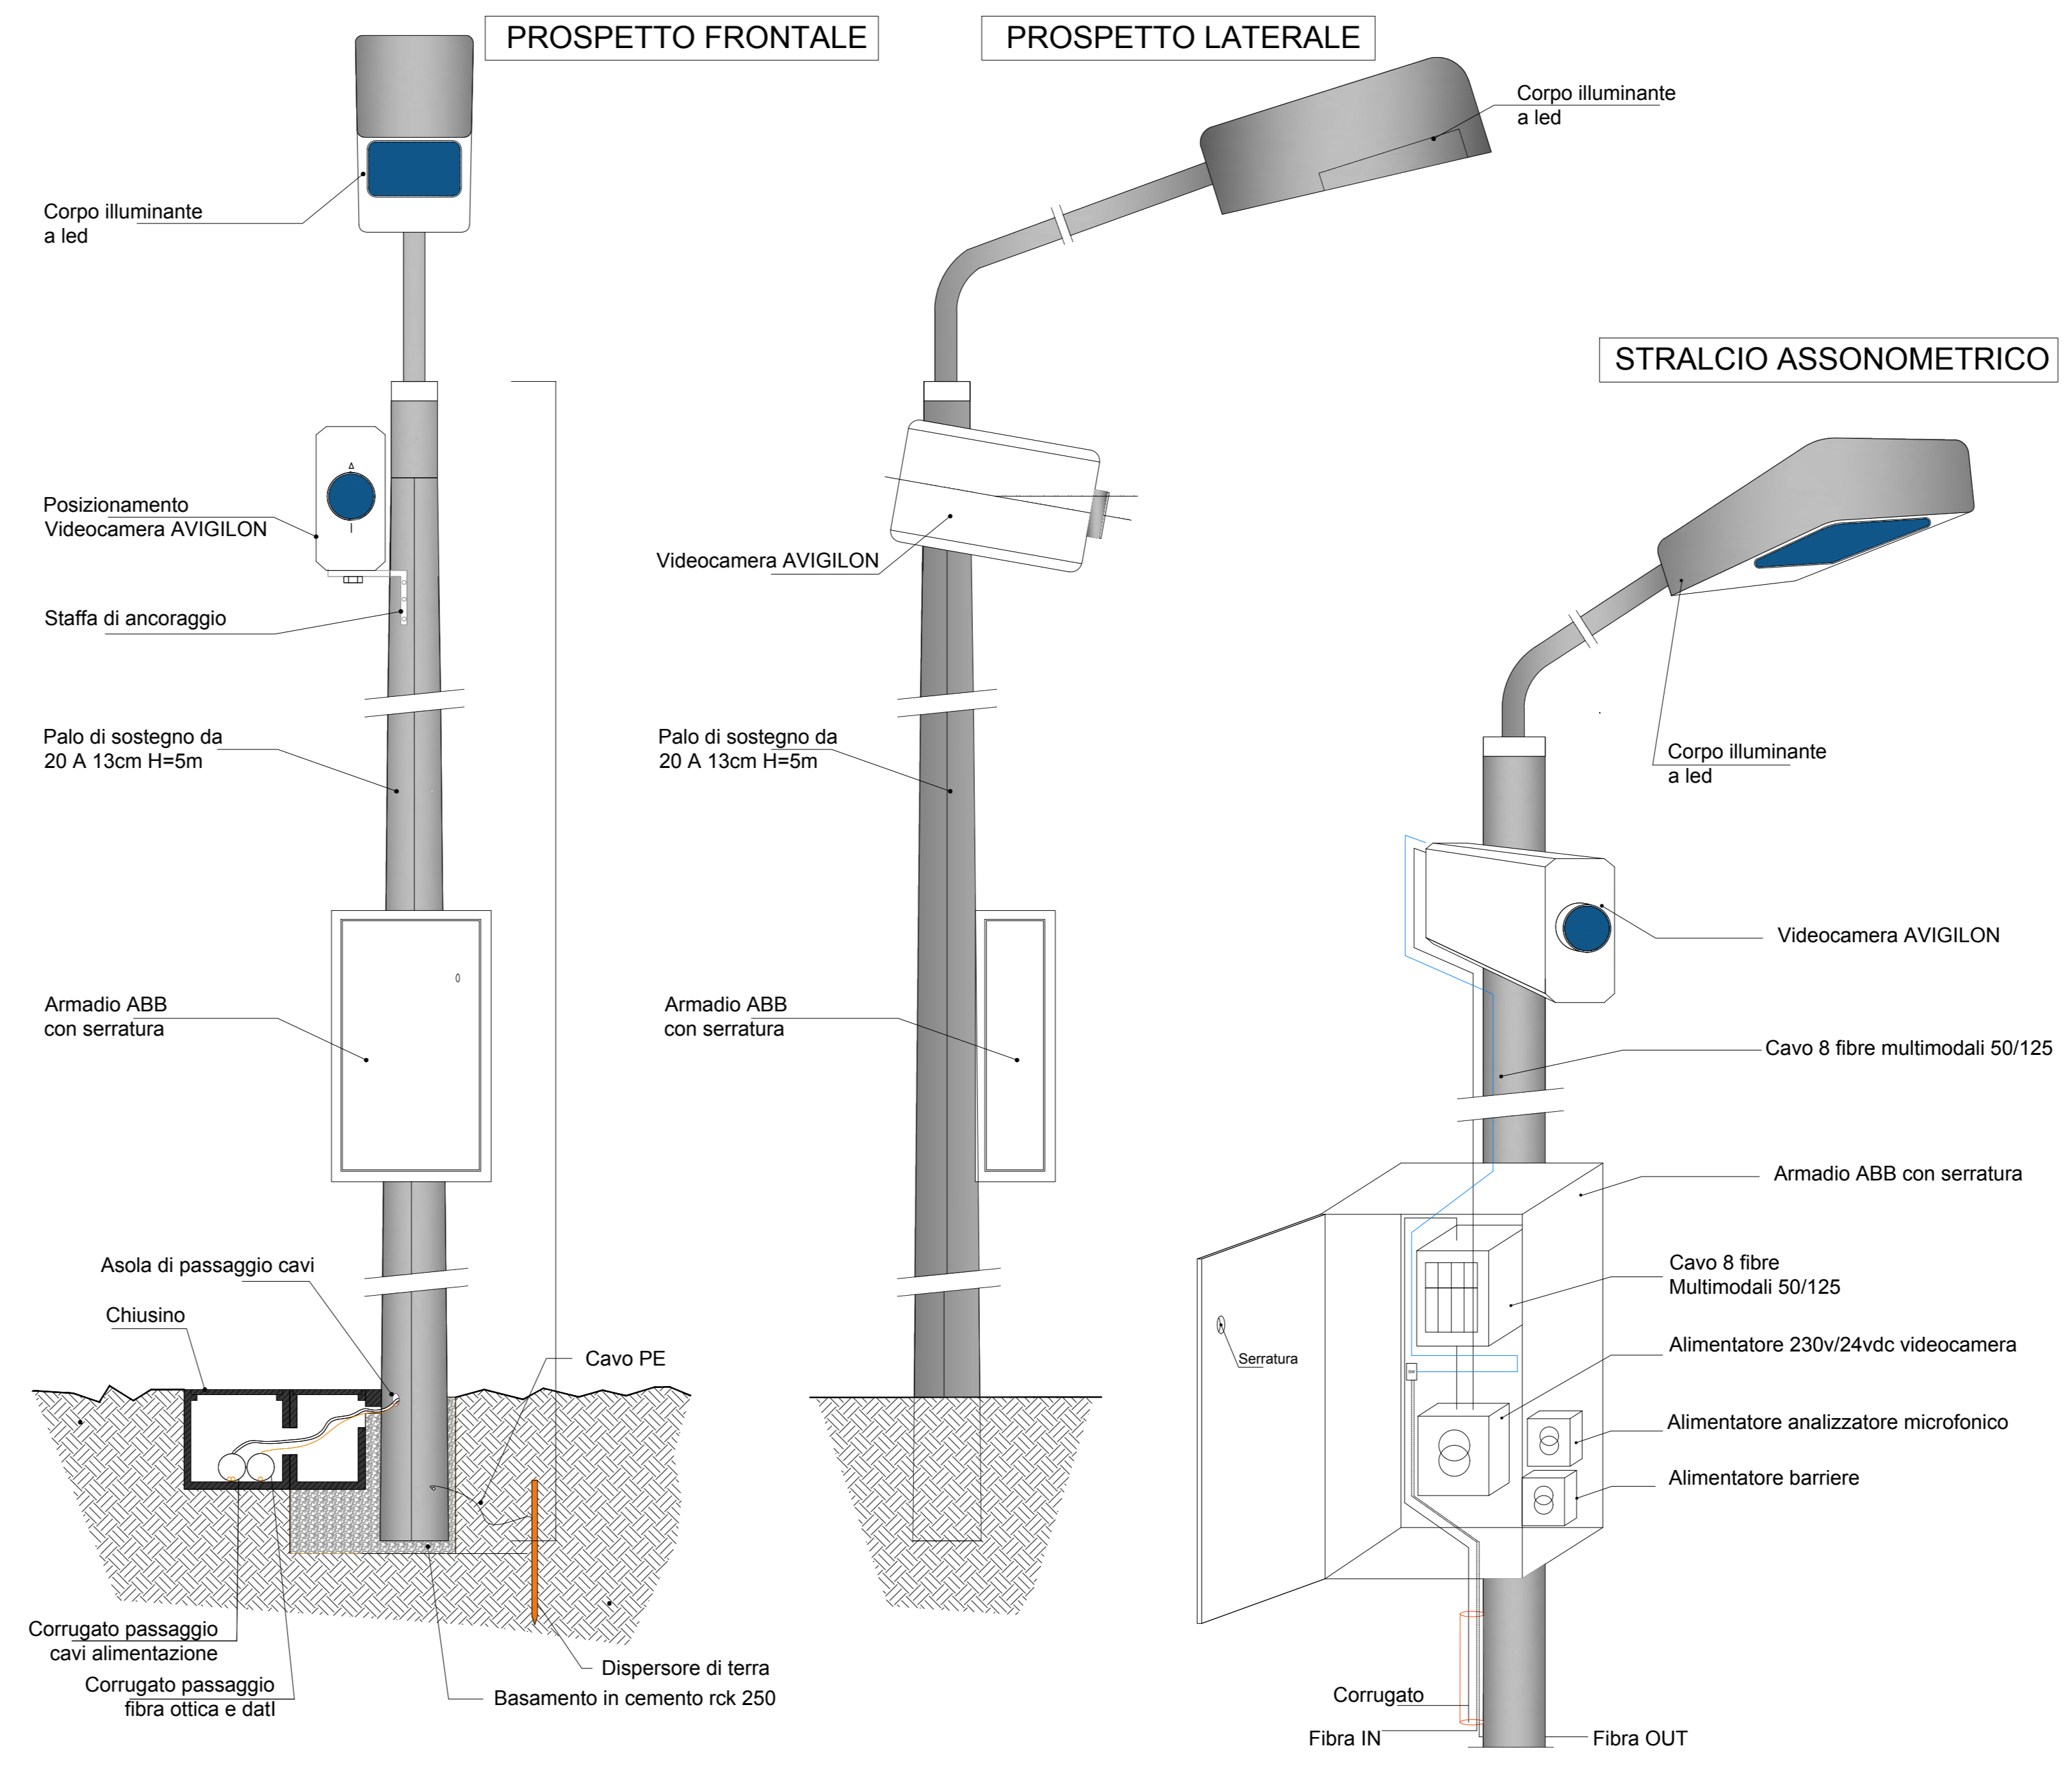 PROSPETTO FRONTALE
Corpo illuminante
a led
Posizionamento
Videocamera AVIGILON
Staffa di ancoraggio
Palo di sostegno da
20 A 13cm H=5m
Armadio ABB
con serratura
Asola di passaggio cavi
Chiusino
Cavo PE
Corrugato passaggio
cavi alimentazione
Corrugato passaggio
fibra ottica e datI
Dispersore di terra
Basamento in cemento rck 250
PROSPETTO LATERALE
Corpo illuminante
a led
Videocamera AVIGILON
Palo di sostegno da
20 A 13cm H=5m
Armadio ABB
con serratura
STRALCIO ASSONOMETRICO
Corpo illuminante
a led
Videocamera AVIGILON
Cavo 8 fibre multimodali 50/125
Armadio ABB con serratura
Cavo 8 fibre
Multimodali 50/125
Alimentatore 230v/24vdc videocamera
Serratura
Alimentatore analizzatore microfonico
Alimentatore barriere
Corrugato
Fibra IN
Fibra OUT